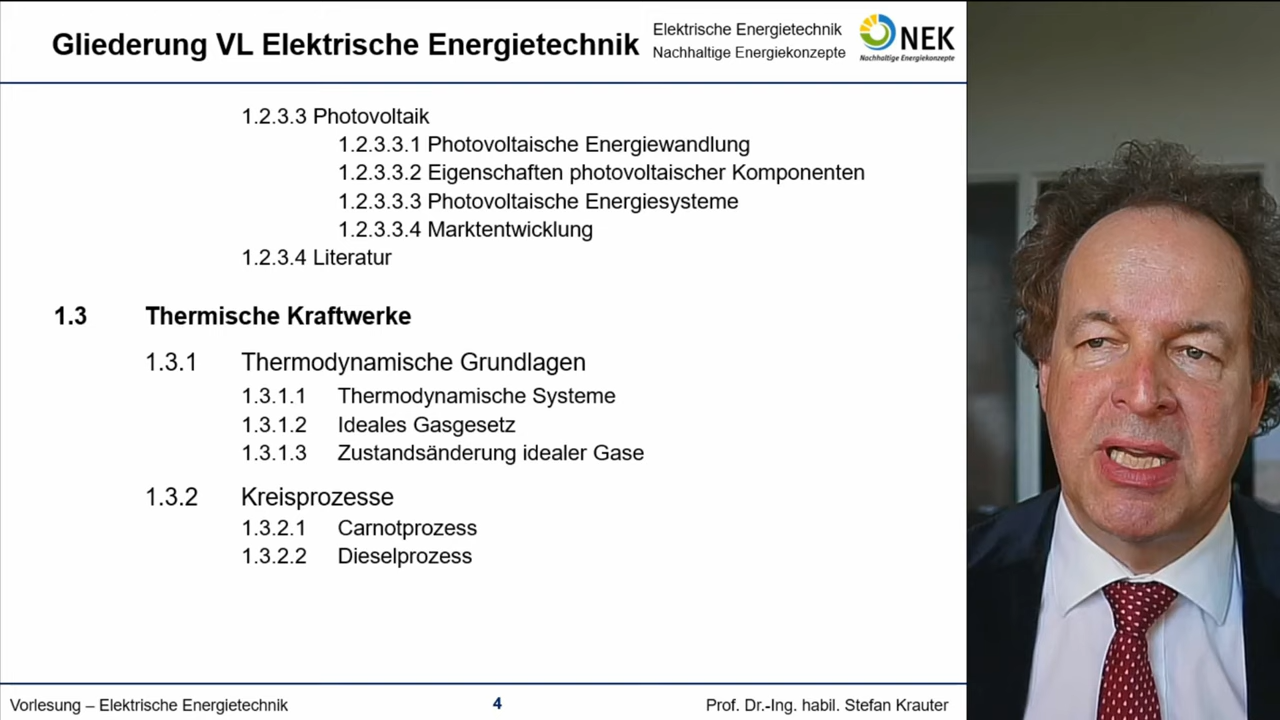 Gliederung VL Elektrische Energietechnik
Elektrische Energietechnik
Nachhaltige Energiekonzepte
NEK
Nachhaltige Energiekonzepte
1.2.3.3 Photovoltaik
1.2.3.3.1 Photovoltaische Energiewandlung
1.2.3.3.2 Eigenschaften photovoltaischer Komponenten
1.2.3.3.3 Photovoltaische Energiesysteme
1.2.3.3.4 Marktentwicklung
1.2.3.4 Literatur
1.3 Thermische Kraftwerke
1.3.1 Thermodynamische Grundlagen
1.3.1.1 Thermodynamische Systeme
1.3.1.2 Ideales Gasgesetz
1.3.1.3 Zustandsänderung idealer Gase
1.3.2 Kreisprozesse
1.3.2.1 Carnotprozess
1.3.2.2 Dieselprozess
Vorlesung – Elektrische Energietechnik 4 Prof. Dr.-Ing. habil. Stefan Krauter